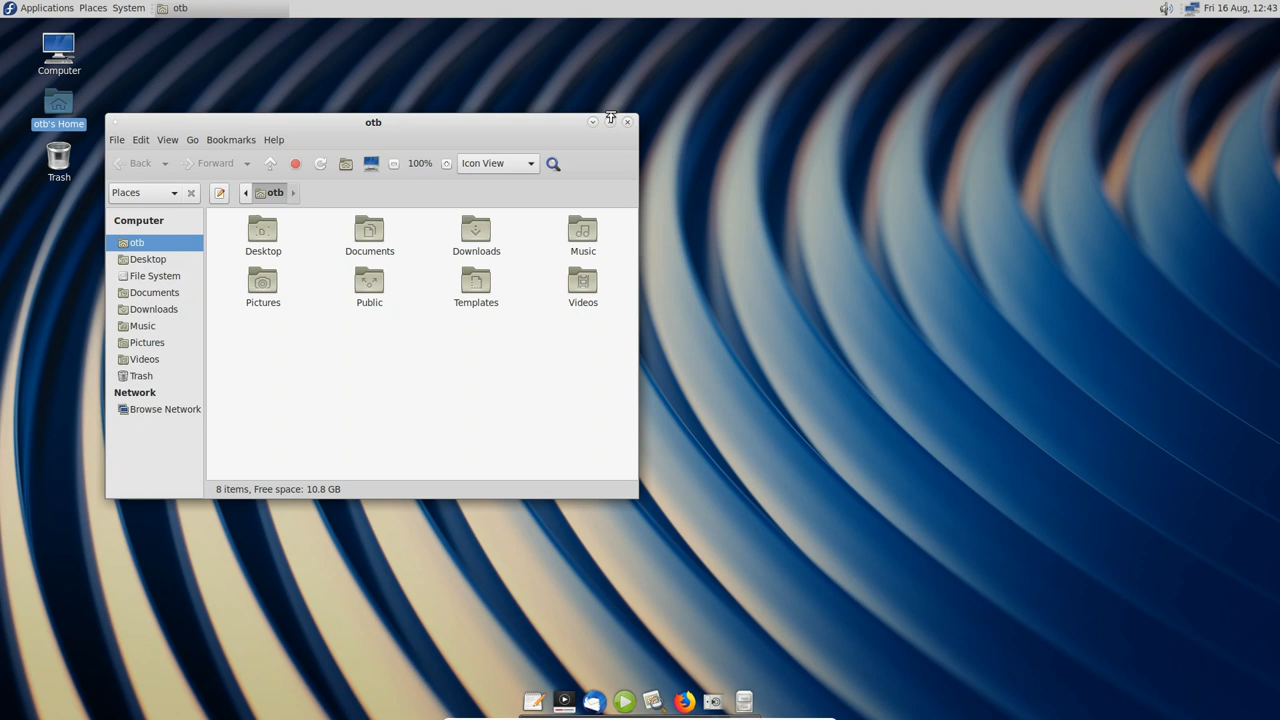 Applications Places System otb Fri 16 Aug, 12:43
Computer
otb's Home
Trash
otb
File Edit View Go Bookmarks Help
Back Forward 100% Icon View
Places otb
Computer
otb
Desktop
File System
Documents
Downloads
Music
Pictures
Videos
Trash
Network
Browse Network
Desktop Documents Downloads Music
Pictures Public Templates Videos
8 items, Free space: 10.8 GB